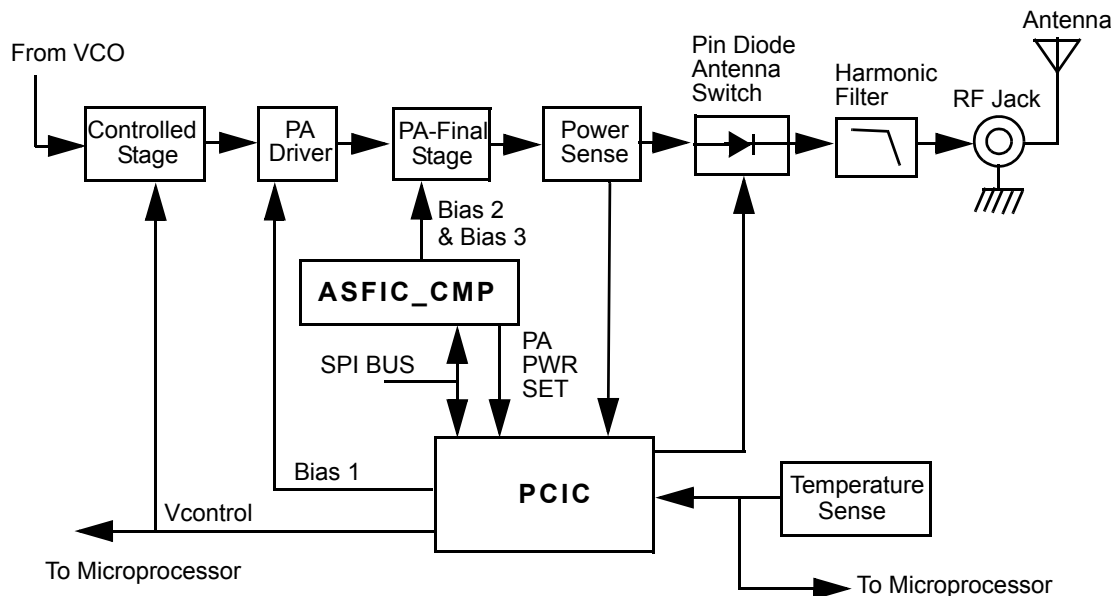 Antenna
From VCO
Pin Diode
Antenna
Switch
Harmonic
Filter
RF Jack
Controlled
Stage
PA
Driver
PA-Final
Stage
Power
Sense
Bias 2
& Bias 3
ASFIC_CMP
SPI BUS
PA
PWR
SET
Bias 1
PCIC
Temperature
Sense
Vcontrol
To Microprocessor
To Microprocessor